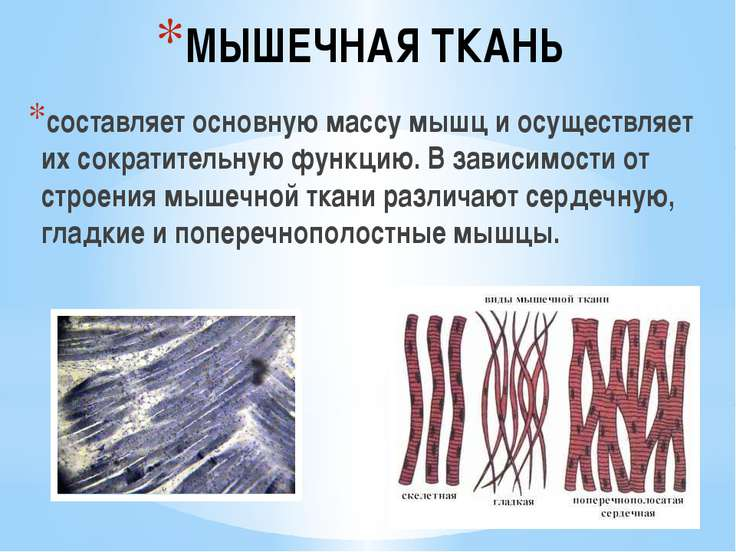 *МЫШЕЧНАЯ ТКАНЬ
*составляет основную массу мышц и осуществляет
их сократительную функцию. В зависимости от
строения мышечной ткани различают сердечную,
гладкие и поперечнополостные мышцы.
виды мышечной ткани
скелетная
гладкая
поперечнополосатая
сердечная